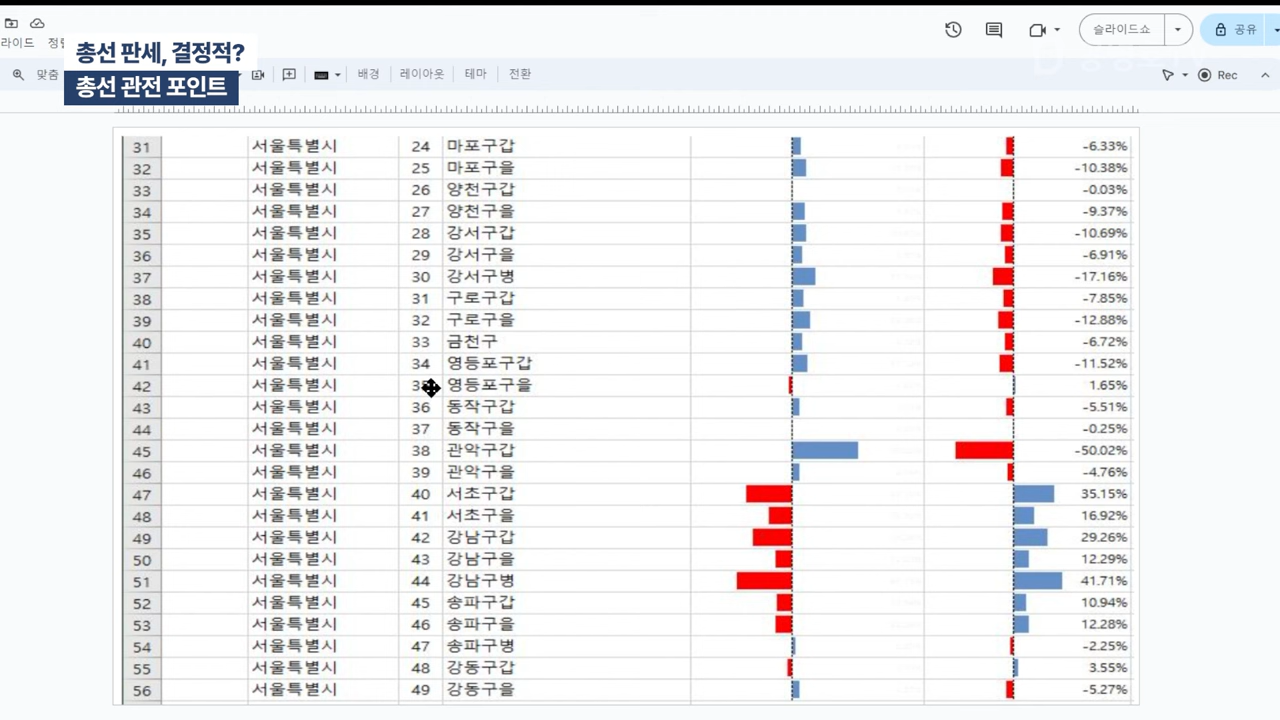 라이드
총선 판세, 결정적?
총선 관전 포인트
슬라이드쇼
공유
맞춤
배경
레이아웃
테마
전환
Rec
31 서울특별시 24 마포구갑 -6.33%
32 서울특별시 25 마포구을 -10.38%
33 서울특별시 26 양천구갑 -0.03%
34 서울특별시 27 양천구을 -9.37%
35 서울특별시 28 강서구갑 -10.69%
36 서울특별시 29 강서구을 -6.91%
37 서울특별시 30 강서구병 -17.16%
38 서울특별시 31 구로구갑 -7.85%
39 서울특별시 32 구로구을 -12.88%
40 서울특별시 33 금천구 -6.72%
41 서울특별시 34 영등포구갑 -11.52%
42 서울특별시 영등포구을 1.65%
43 서울특별시 36 동작구갑 -5.51%
44 서울특별시 37 동작구을 -0.25%
45 서울특별시 38 관악구갑 -50.02%
46 서울특별시 39 관악구을 -4.76%
47 서울특별시 40 서초구갑 35.15%
48 서울특별시 41 서초구을 16.92%
49 서울특별시 42 강남구갑 29.26%
50 서울특별시 43 강남구을 12.29%
51 서울특별시 44 강남구병 41.71%
52 서울특별시 45 송파구갑 10.94%
53 서울특별시 46 송파구을 12.28%
54 서울특별시 47 송파구병 -2.25%
55 서울특별시 48 강동구갑 3.55%
56 서울특별시 49 강동구을 -5.27%